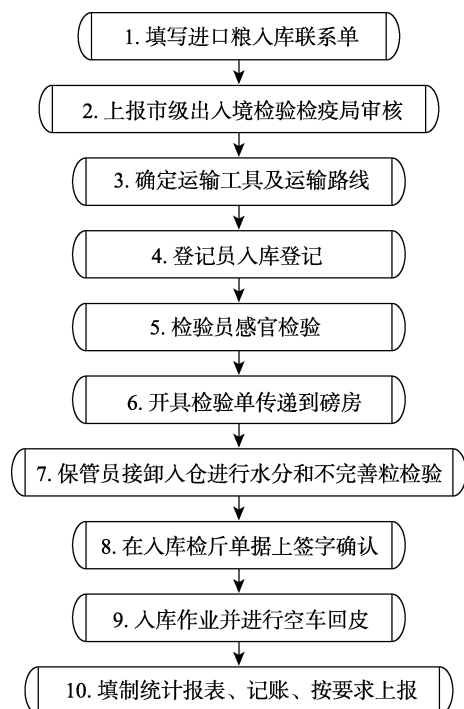 1. 填写进口粮入库联系单
2. 上报市级出入境检验检疫局审核
3. 确定运输工具及运输路线
4. 登记员入库登记
5. 检验员感官检验
6. 开具检验单传递到磅房
7. 保管员接卸入仓进行水分和不完善粒检验
8. 在入库检斤单据上签字确认
9. 入库作业并进行空车回皮
10. 填制统计报表、记账、按要求上报